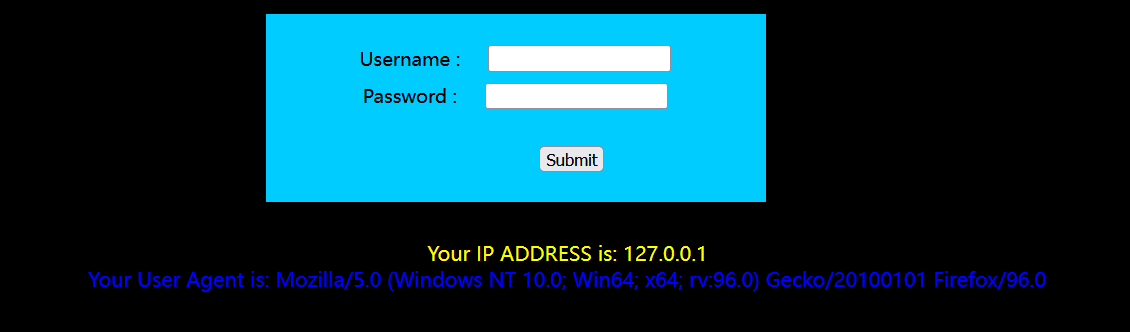 Username :
Password :
Submit
Your IP ADDRESS is: 127.0.0.1
Your User Agent is: Mozilla/5.0 (Windows NT 10.0; Win64; x64; rv:96.0) Gecko/20100101 Firefox/96.0